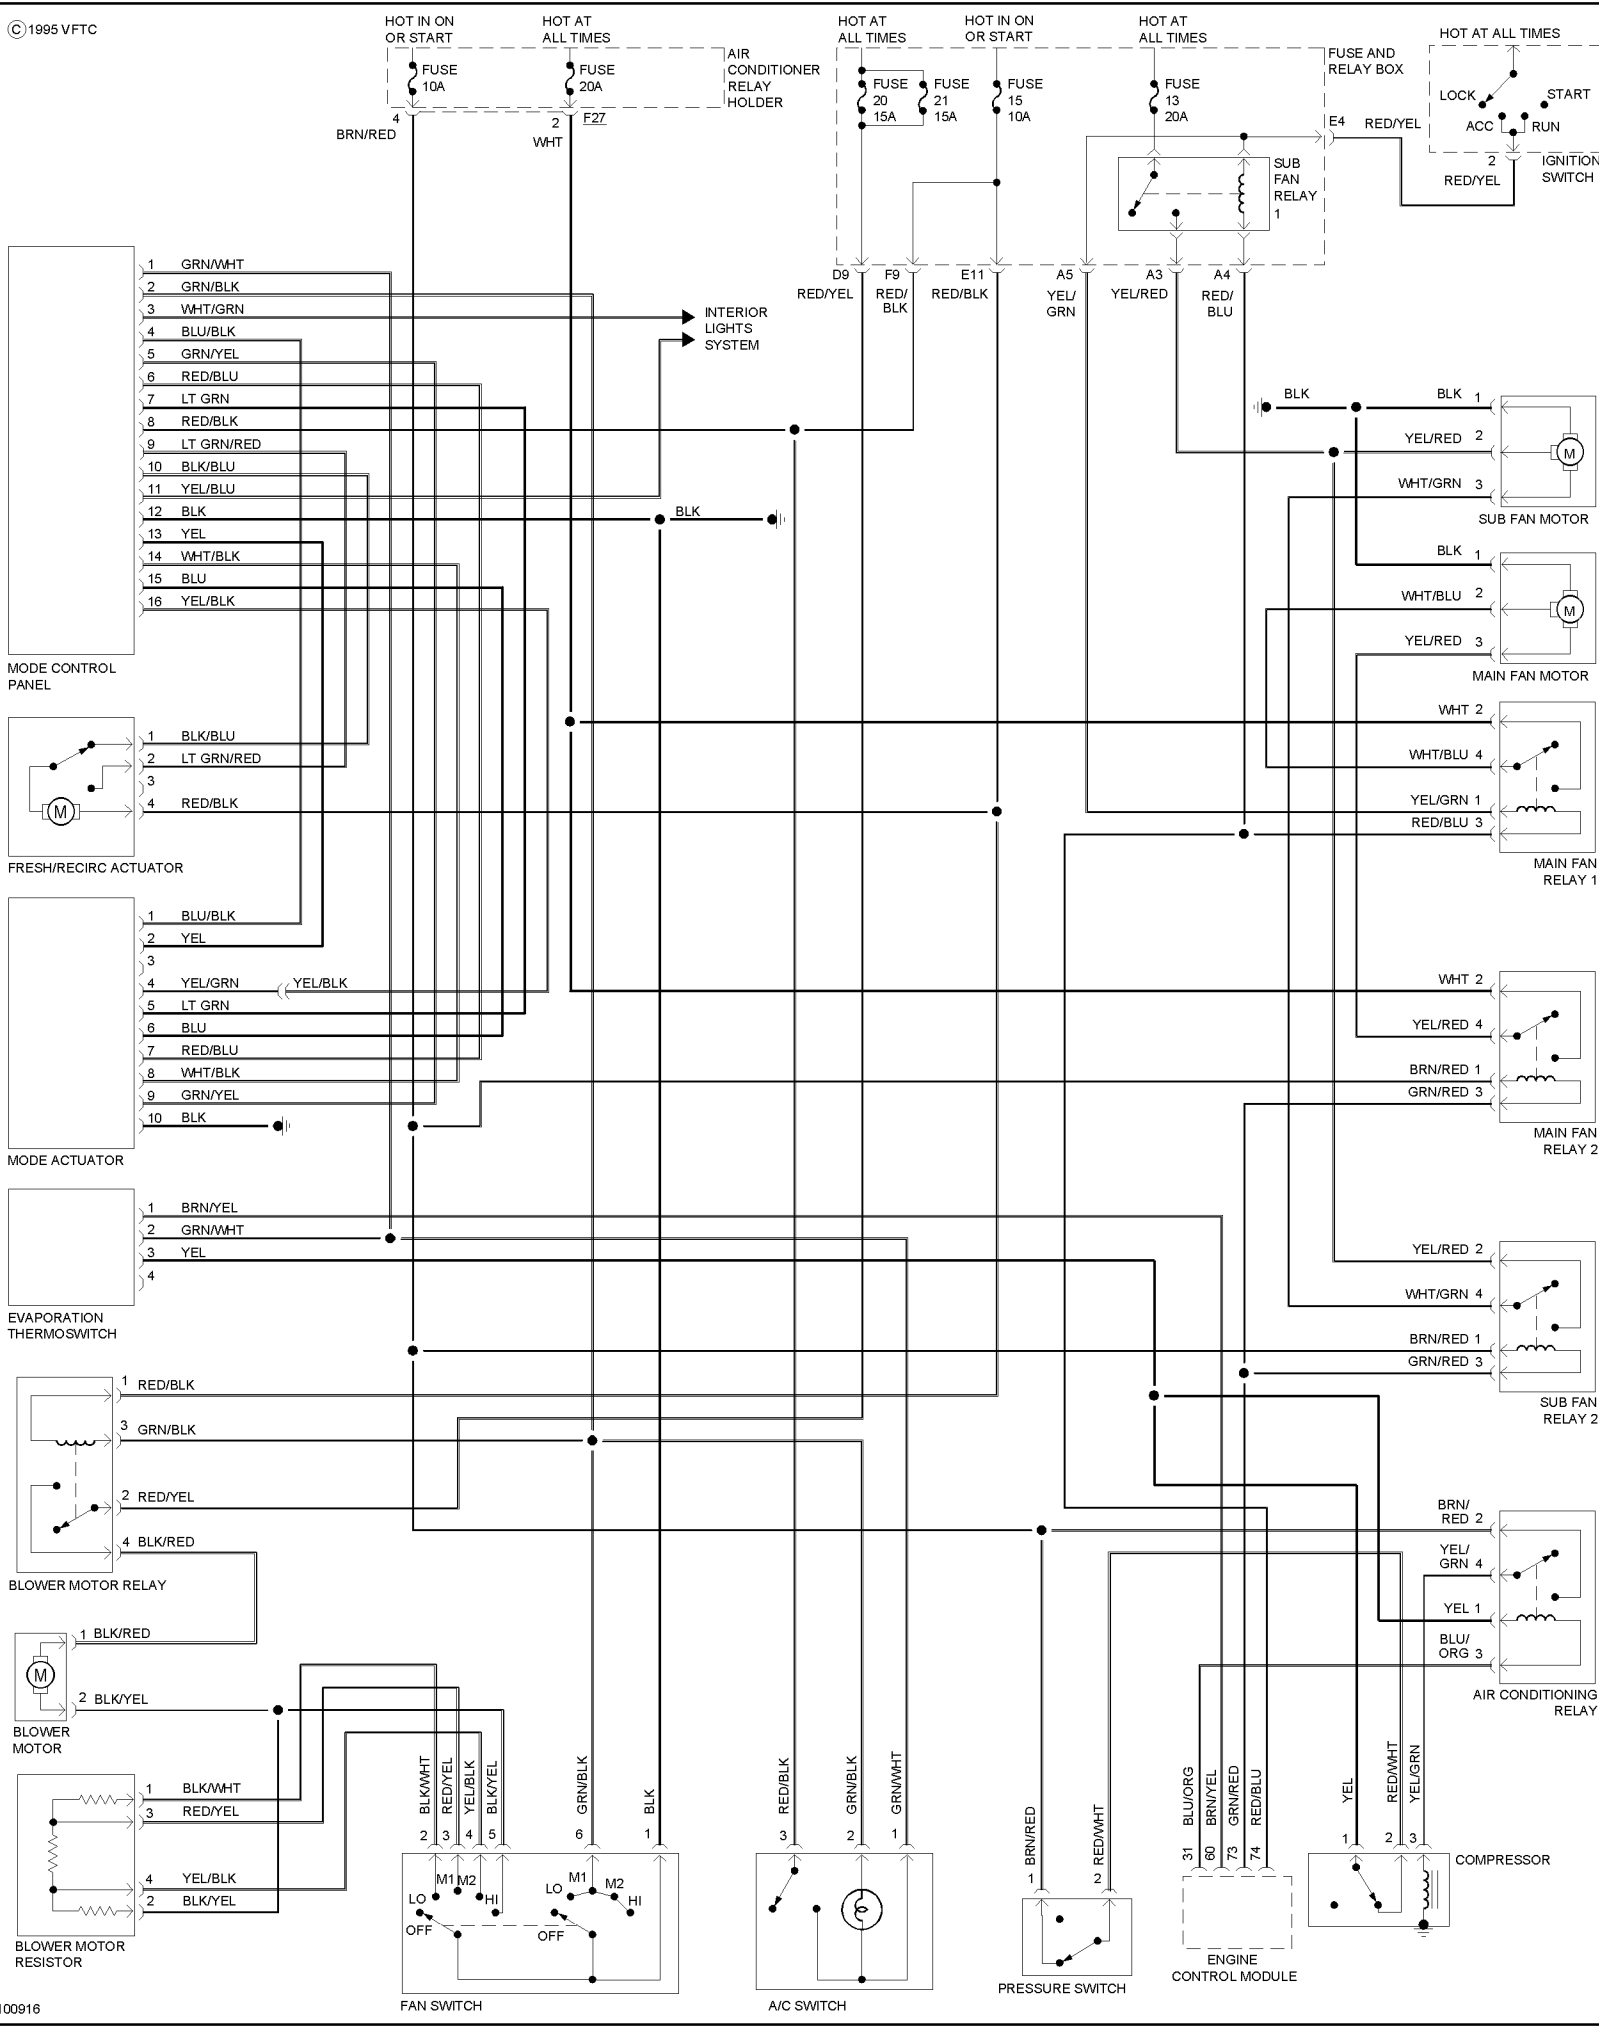 © 1995 VFTC
HOT IN ON
OR START
HOT AT
ALL TIMES
FUSE
10A
FUSE
20A
AIR
CONDITIONER
RELAY
HOLDER
4
BRN/RED
2
F27
WHT
HOT AT
ALL TIMES
HOT IN ON
OR START
HOT AT
ALL TIMES
FUSE
20
15A
FUSE
21
15A
FUSE
15
10A
FUSE
13
20A
FUSE AND
RELAY BOX
SUB
FAN
RELAY
1
E4
RED/YEL
HOT AT ALL TIMES
LOCK
START
ACC
RUN
2
RED/YEL
IGNITION
SWITCH
D9
RED/YEL
F9
RED/
BLK
E11
RED/BLK
A5
YEL/
GRN
A3
YEL/RED
A4
RED/
BLU
1 GRN/WHT
2 GRN/BLK
3 WHT/GRN
4 BLU/BLK
5 GRN/YEL
6 RED/BLU
7 LT GRN
8 RED/BLK
9 LT GRN/RED
10 BLK/BLU
11 YEL/BLU
12 BLK
13 YEL
14 WHT/BLK
15 BLU
16 YEL/BLK
MODE CONTROL
PANEL
INTERIOR
LIGHTS
SYSTEM
BLK
BLK
BLK 1
YEL/RED 2
WHT/GRN 3
M
SUB FAN MOTOR
BLK 1
WHT/BLU 2
YEL/RED 3
M
MAIN FAN MOTOR
WHT 2
WHT/BLU 4
YEL/GRN 1
RED/BLU 3
MAIN FAN
RELAY 1
M
1 BLK/BLU
2 LT GRN/RED
3
4 RED/BLK
FRESH/RECIRC ACTUATOR
1 BLU/BLK
2 YEL
3
4 YEL/GRN YEL/BLK
5 LT GRN
6 BLU
7 RED/BLU
8 WHT/BLK
9 GRN/YEL
10 BLK
MODE ACTUATOR
WHT 2
YEL/RED 4
BRN/RED 1
GRN/RED 3
MAIN FAN
RELAY 2
1 BRN/YEL
2 GRN/WHT
3 YEL
4
EVAPORATION
THERMOSWITCH
YEL/RED 2
WHT/GRN 4
BRN/RED 1
GRN/RED 3
SUB FAN
RELAY 2
1 RED/BLK
3 GRN/BLK
2 RED/YEL
4 BLK/RED
BLOWER MOTOR RELAY
BRN/
RED 2
YEL/
GRN 4
YEL 1
BLU/
ORG 3
AIR CONDITIONING
RELAY
M
1 BLK/RED
2 BLK/YEL
BLOWER
MOTOR
1 BLK/WHT
3 RED/YEL
4 YEL/BLK
2 BLK/YEL
BLOWER MOTOR
RESISTOR
BLK/WHT
2
RED/YEL
3
YEL/BLK
4
BLK/YEL
5
GRN/BLK
6
BLK
1
LO
M1
M2
HI
OFF
LO
M1
M2
HI
OFF
FAN SWITCH
RED/BLK
3
GRN/BLK
2
GRN/WHT
1
A/C SWITCH
BRN/RED
1
RED/WHT
2
PRESSURE SWITCH
BLU/ORG
31
BRN/YEL
60
GRN/RED
73
RED/BLU
74
ENGINE
CONTROL MODULE
YEL
1
RED/WHT
2
YEL/GRN
3
COMPRESSOR
100916